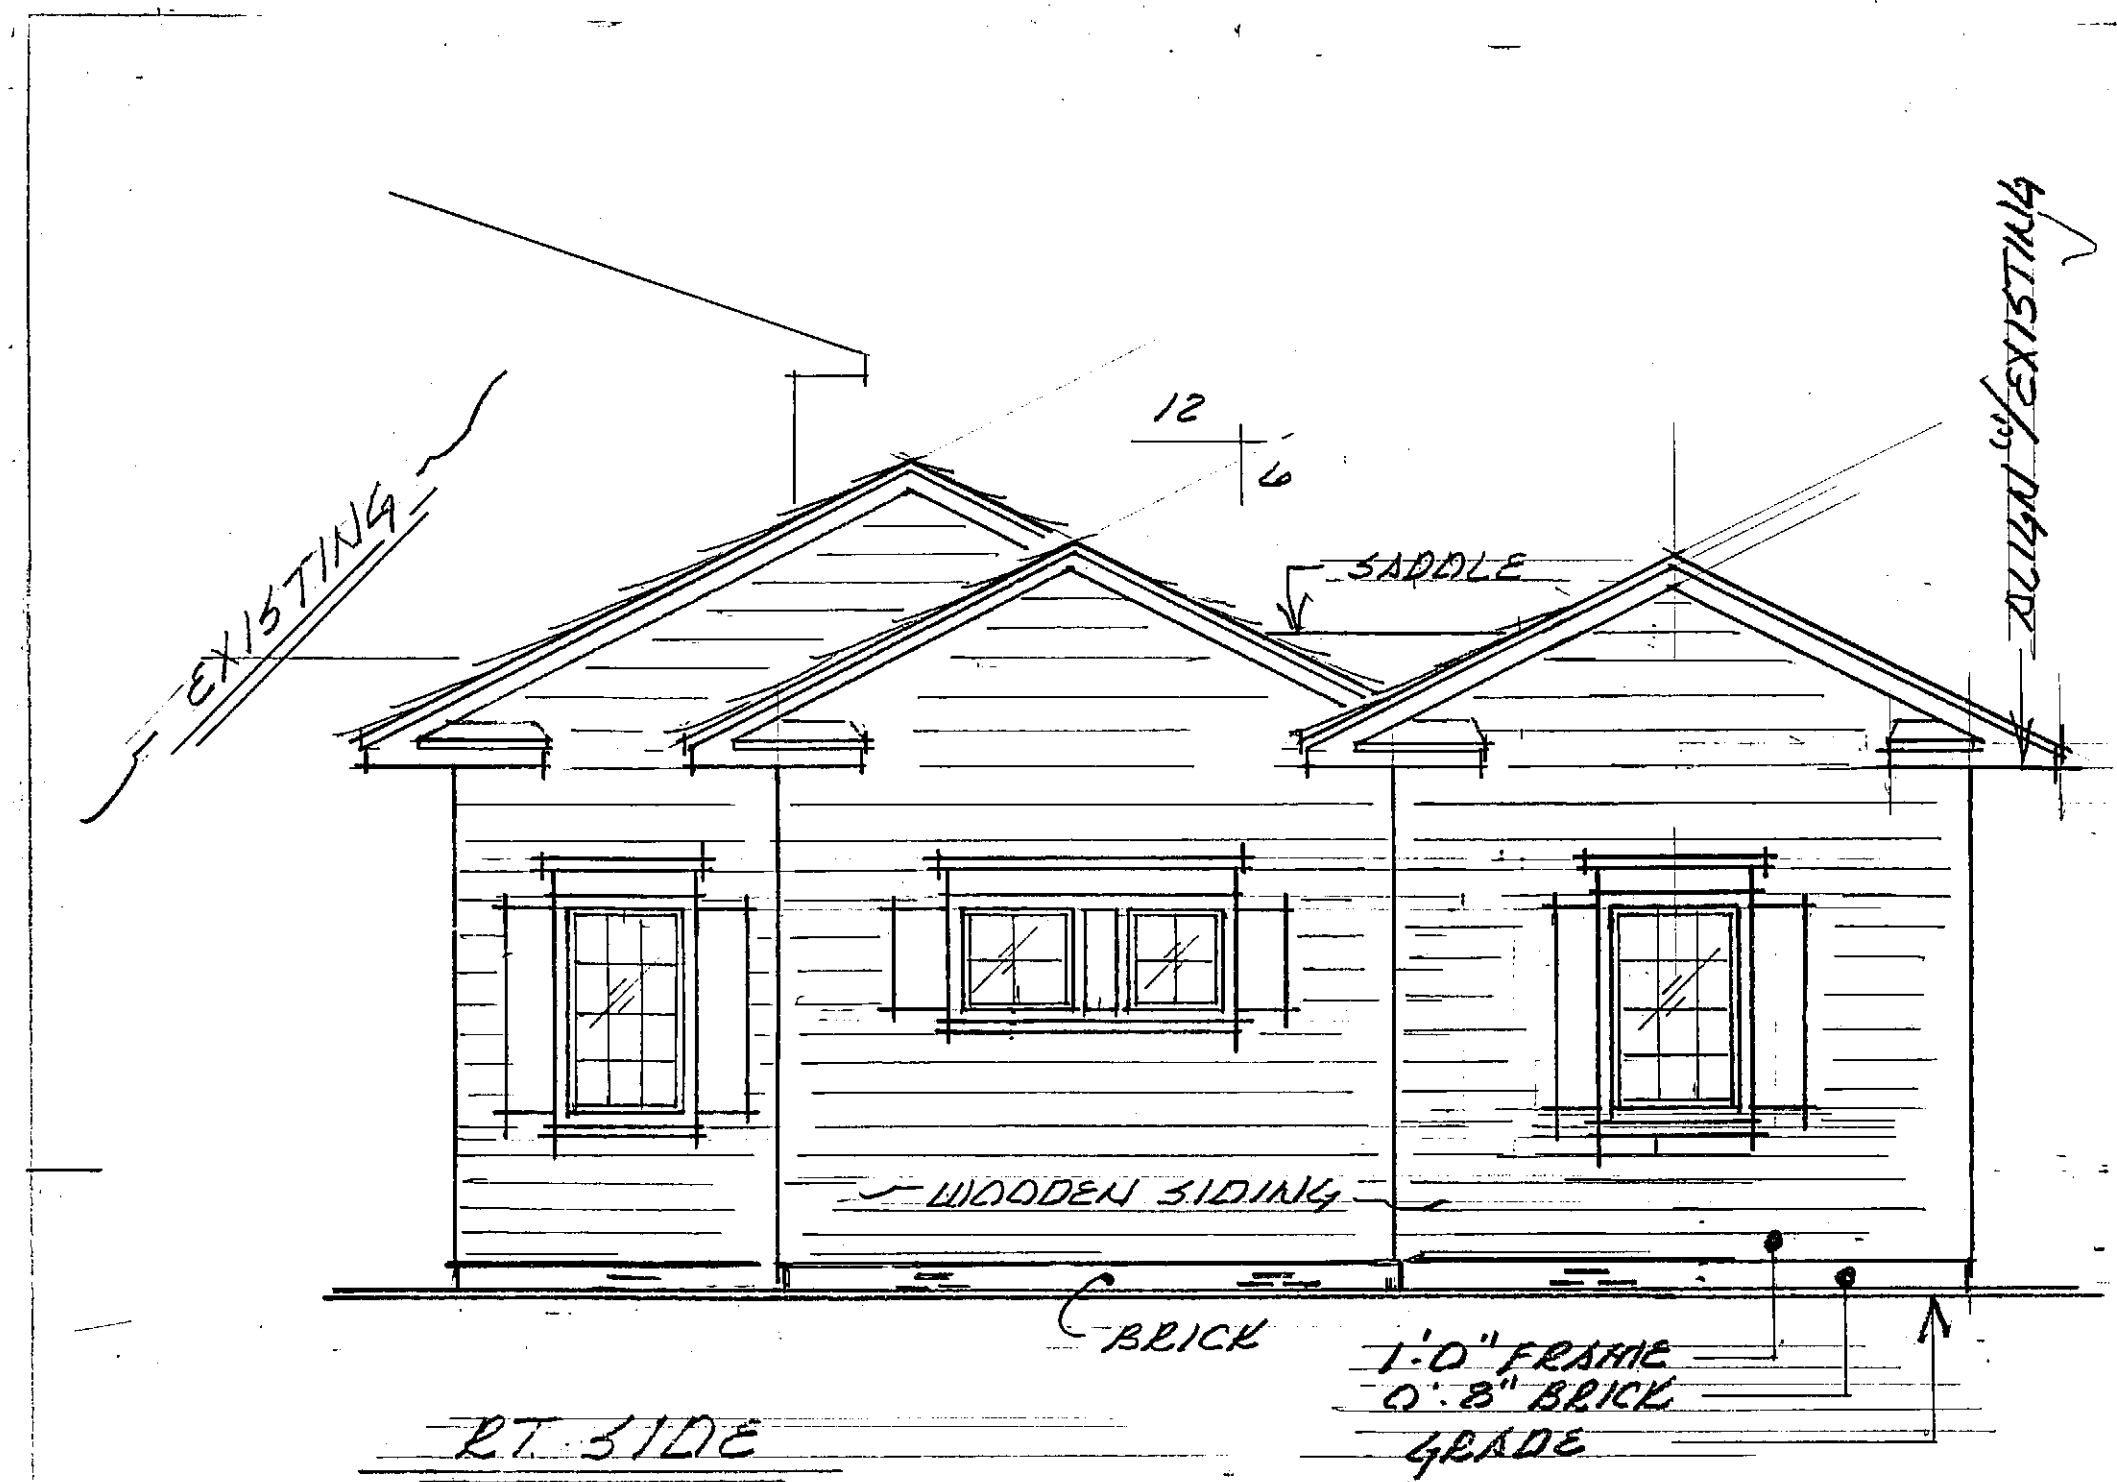 12
6
SADDLE
ALIGN W/EXISTING
EXISTING
WOODEN SIDING
BRICK
1'-0" FRAME
0'-8" BRICK
GRADE
RT. SIDE